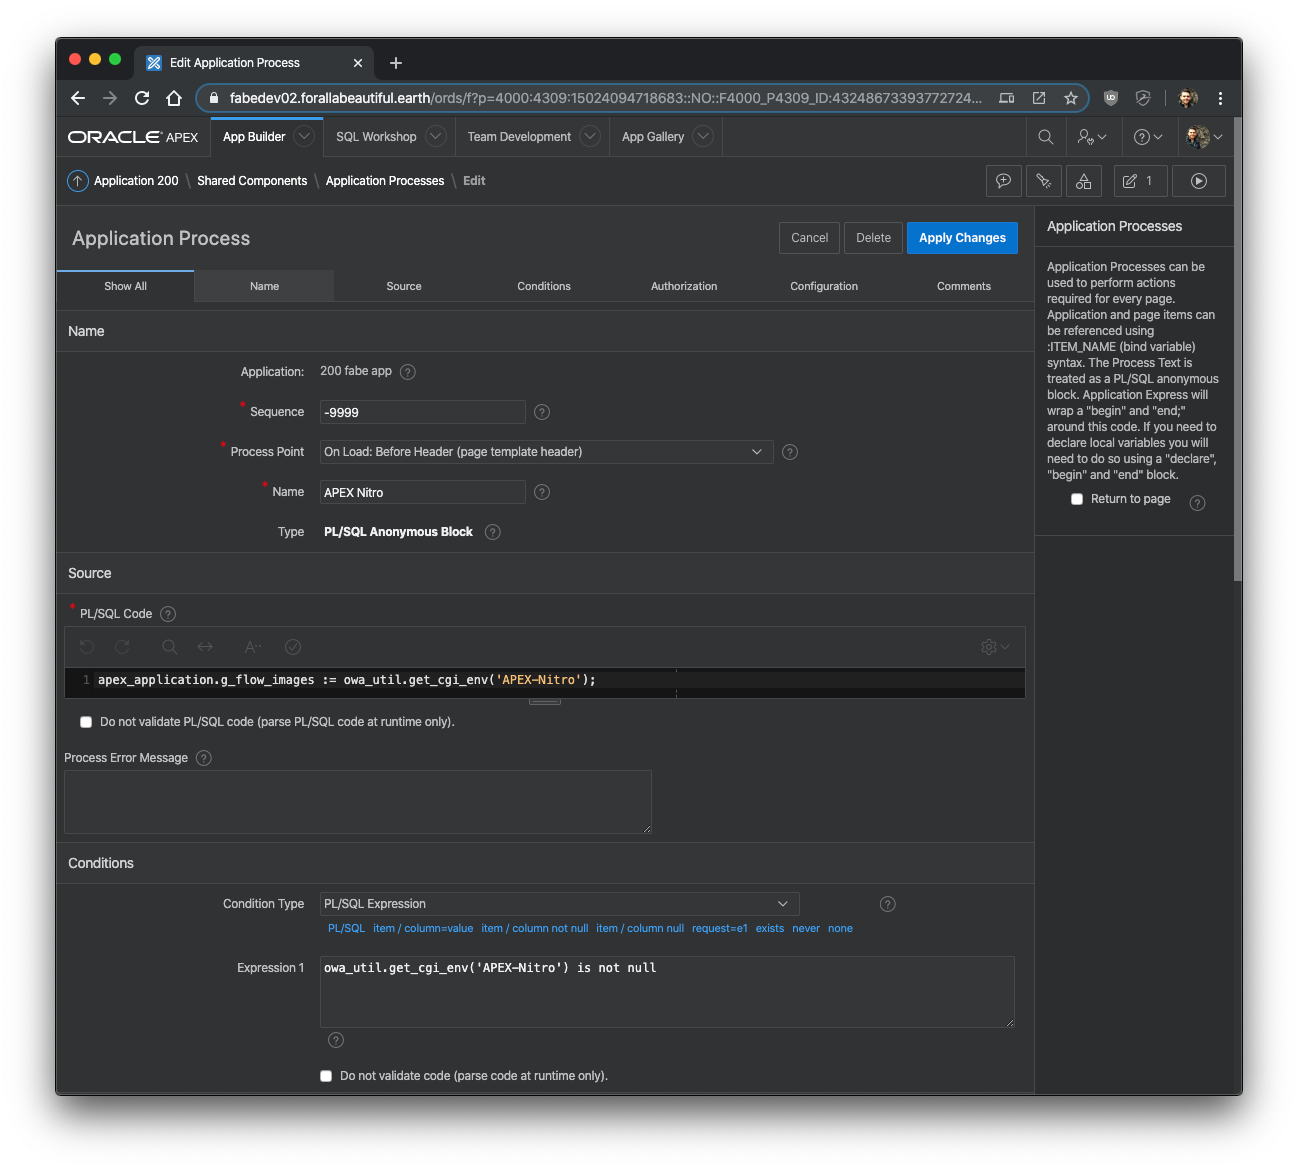 Edit Application Process
fabedev02.forallabeautiful.earth/ords/f?p=4000:4309:15024094718683::NO::F4000_P4309_ID:43248673393772724...
ORACLE APEX App Builder SQL Workshop Team Development App Gallery
Application 200 \ Shared Components \ Application Processes \ Edit 1
Application Process Cancel Delete Apply Changes
Show All Name Source Conditions Authorization Configuration Comments
Name
Application: 200 fabe app
* Sequence -9999
* Process Point On Load: Before Header (page template header)
* Name APEX Nitro
Type PL/SQL Anonymous Block
Source
* PL/SQL Code
1 apex_application.g_flow_images := owa_util.get_cgi_env('APEX-Nitro');
Do not validate PL/SQL code (parse PL/SQL code at runtime only).
Process Error Message
Conditions
Condition Type PL/SQL Expression
PL/SQL item / column=value item / column not null item / column null request=e1 exists never none
Expression 1 owa_util.get_cgi_env('APEX-Nitro') is not null
Do not validate code (parse code at runtime only).
Application Processes
Application Processes can be
used to perform actions
required for every page.
Application and page items can
be referenced using
:ITEM_NAME (bind variable)
syntax. The Process Text is
treated as a PL/SQL anonymous
block. Application Express will
wrap a "begin" and "end;"
around this code. If you need to
declare local variables you will
need to do so using a "declare",
"begin" and "end" block.
Return to page